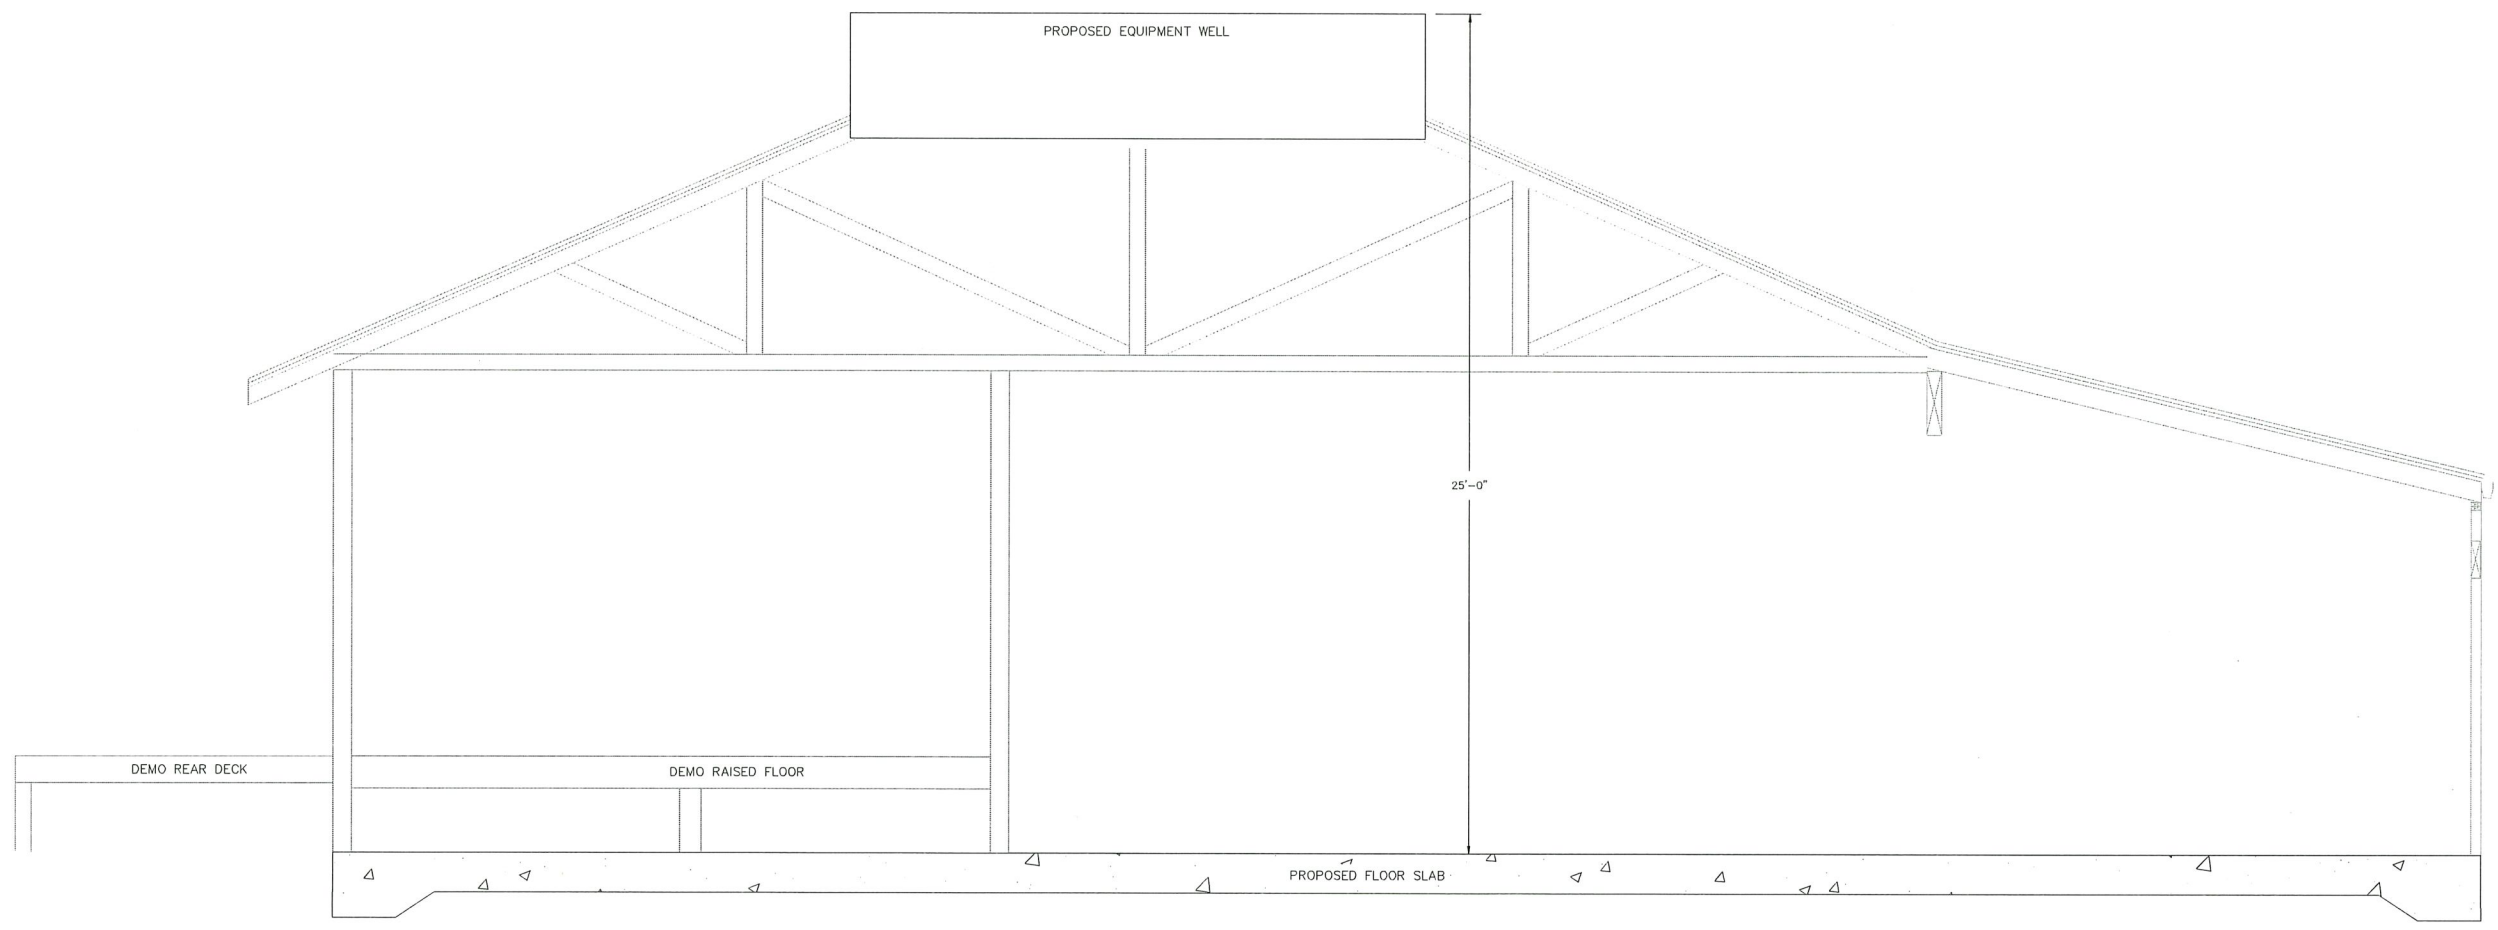 PROPOSED EQUIPMENT WELL
25'-0"
DEMO REAR DECK
DEMO RAISED FLOOR
PROPOSED FLOOR SLAB